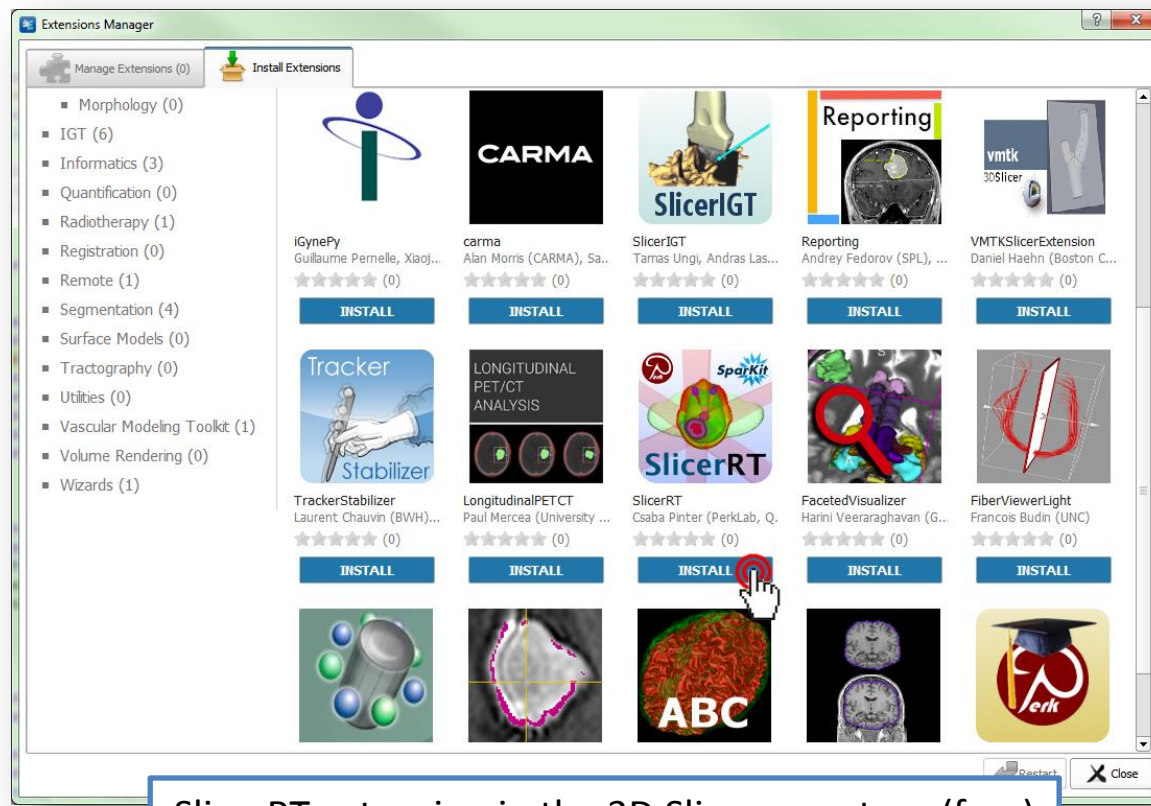 Extensions Manager
Manage Extensions (0)
Install Extensions
Morphology (0)
IGT (6)
Informatics (3)
Quantification (0)
Radiotherapy (1)
Registration (0)
Remote (1)
Segmentation (4)
Surface Models (0)
Tractography (0)
Utilities (0)
Vascular Modeling Toolkit (1)
Volume Rendering (0)
Wizards (1)
iGynePy
Guillaume Pernelle, Xiaoj...
(0)
INSTALL
CARMA
carma
Alan Morris (CARMA), Sa..
(0)
INSTALL
SlicerIGT
SlicerIGT
Tamas Ungi, Andras Las...
(0)
INSTALL
Reporting
Reporting
Andrey Fedorov (SPL), ...
(0)
INSTALL
vmtk
3DSlicer
VMTKSlicerExtension
Daniel Haehn (Boston C...
(0)
INSTALL
Tracker
Stabilizer
TrackerStabilizer
Laurent Chauvin (BWH)...
(0)
INSTALL
LONGITUDINAL
PET/CT
ANALYSIS
LongitudinalPETCT
Paul Mercea (University ...
(0)
INSTALL
Perk
SparKit
SlicerRT
SlicerRT
Csaba Pinter (PerkLab, Q.
(0)
INSTALL
S
A
FacetedVisualizer
Harini Veeraraghavan (G...
(0)
INSTALL
FiberViewerLight
Francois Budin (UNC)
(0)
INSTALL
ABC
Perk
Restart
Close